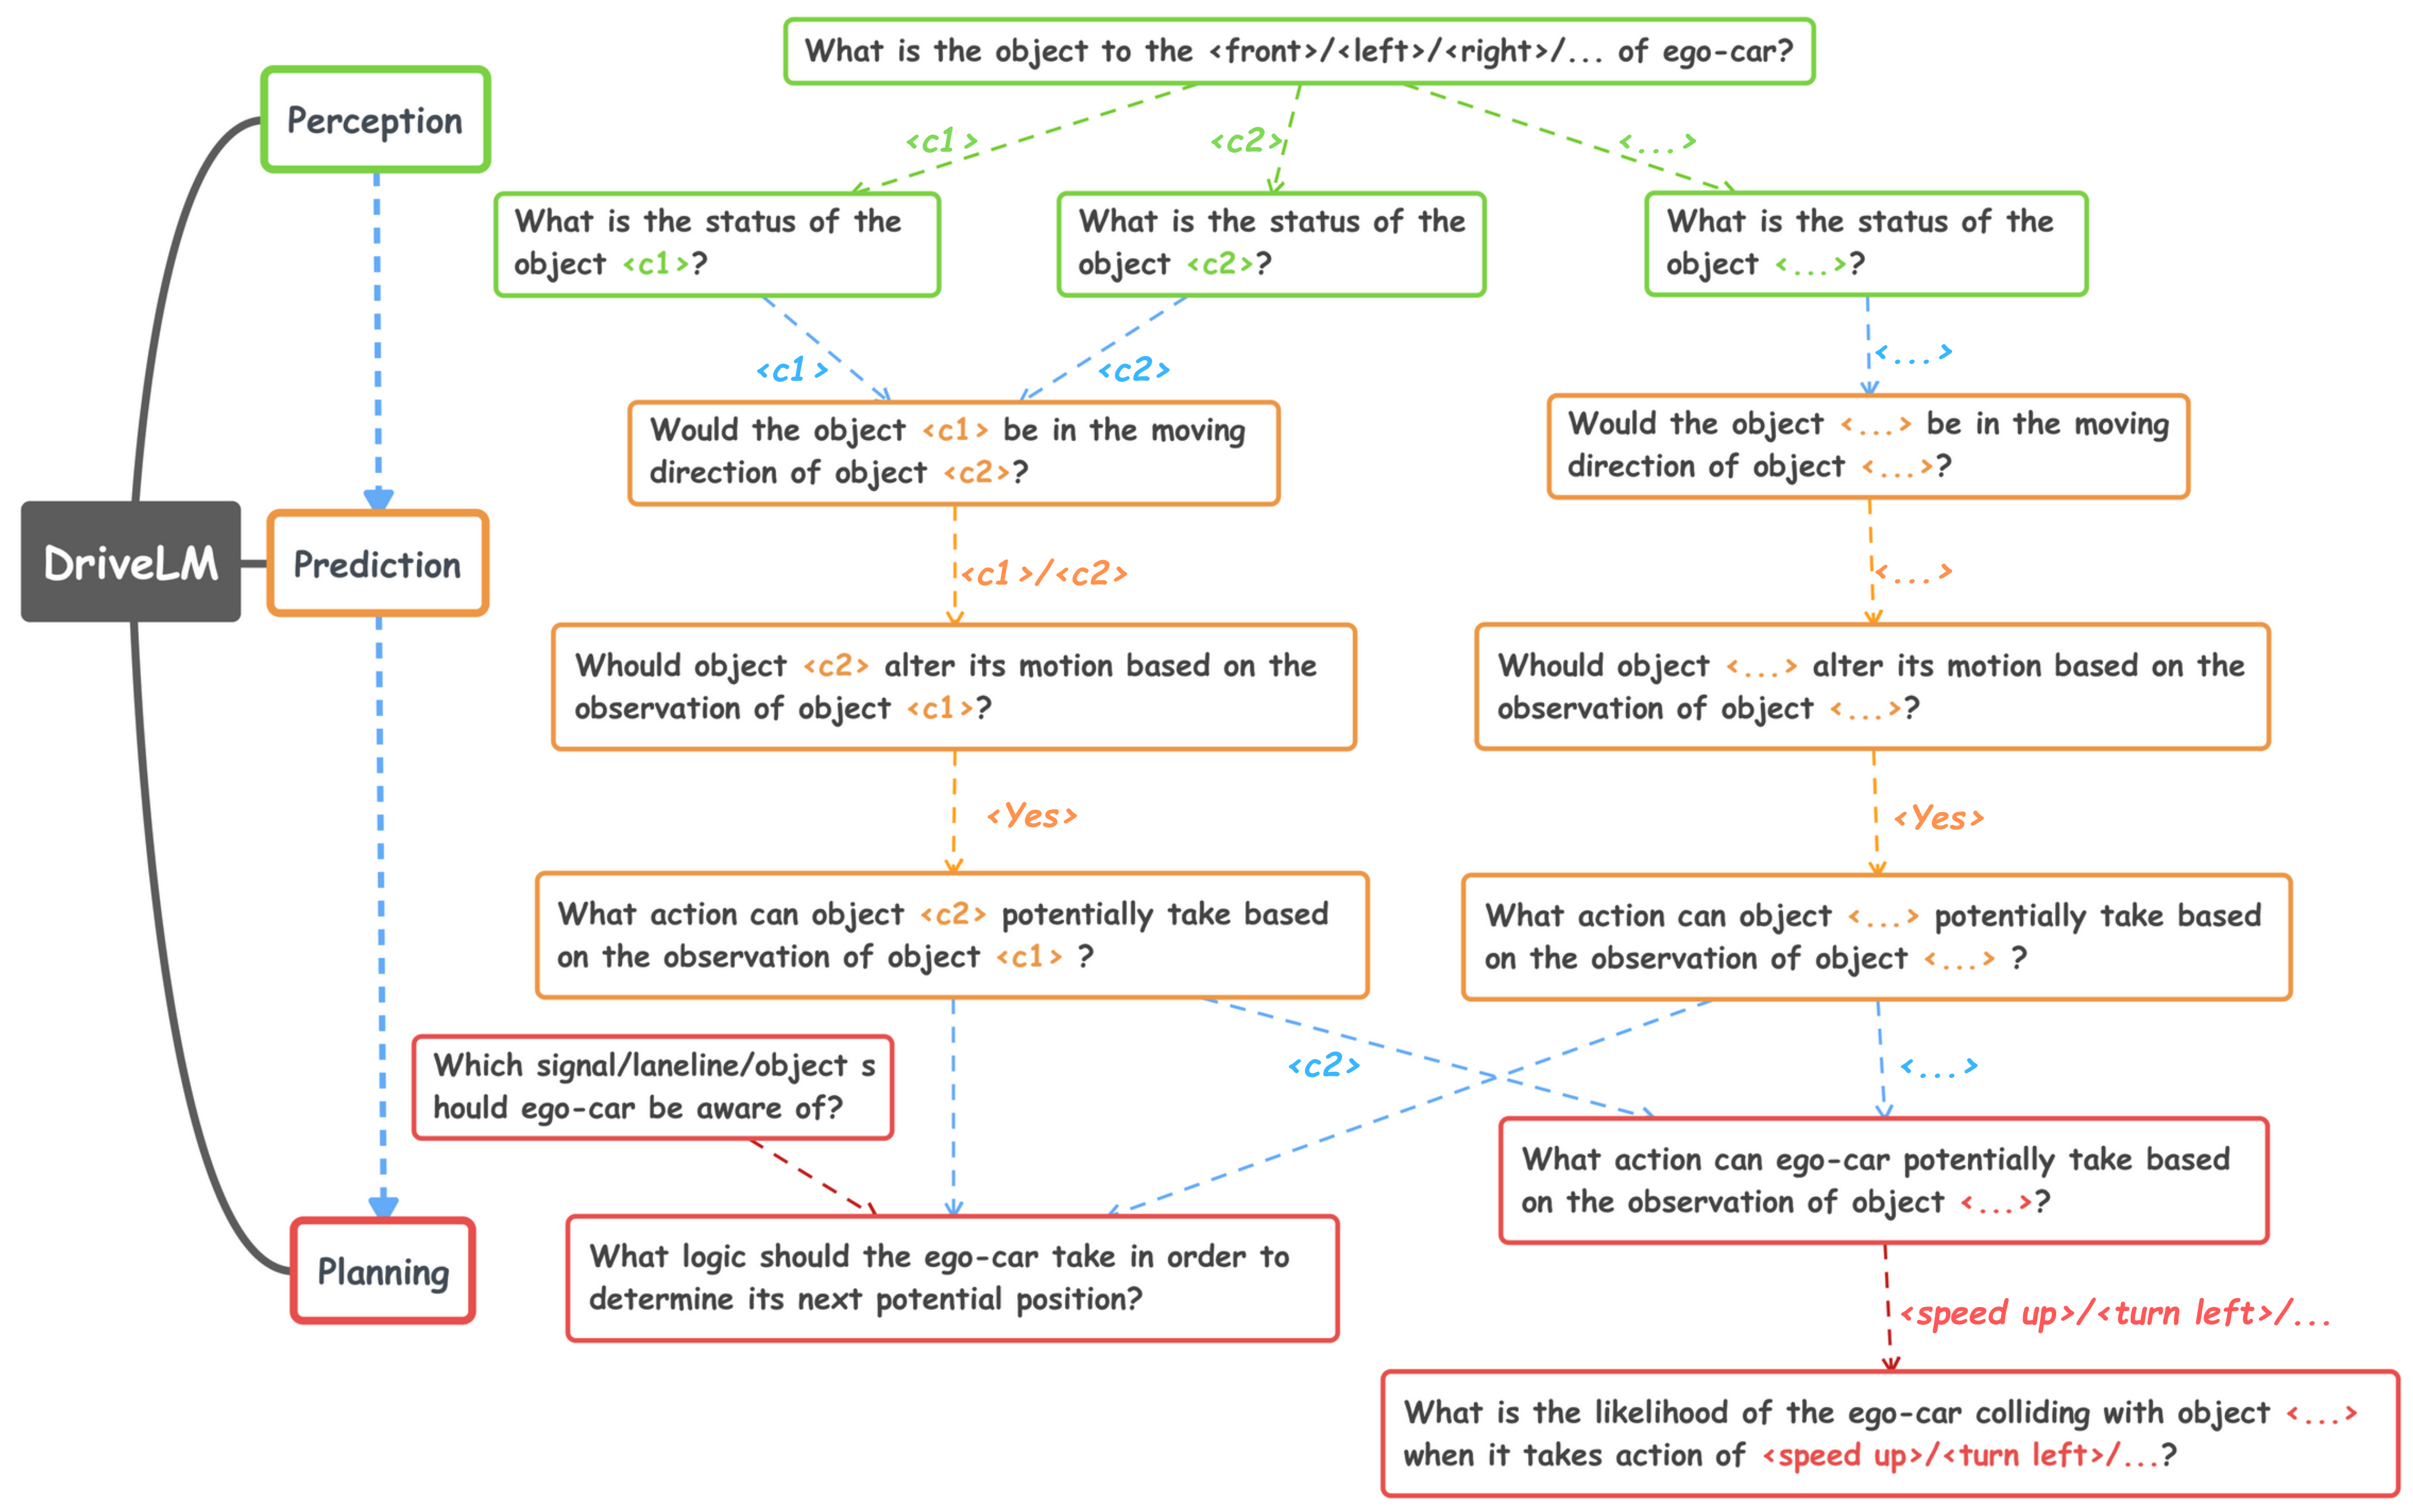 What is the object to the <front>/<left>/<right>/... of ego-car?
Perception
<c1>
<c2>
<...>
What is the status of the
object <c1>?
What is the status of the
object <c2>?
What is the status of the
object <...>?
<c1>
<c2>
<...>
Would the object <c1> be in the moving
direction of object <c2>?
Would the object <...> be in the moving
direction of object <...>?
DriveLM
Prediction
<c1>/<c2>
<...>
Whould object <c2> alter its motion based on the
observation of object <c1>?
Whould object <...> alter its motion based on the
observation of object <...>?
<Yes>
<Yes>
What action can object <c2> potentially take based
on the observation of object <c1> ?
What action can object <...> potentially take based
on the observation of object <...> ?
Which signal/laneline/object s
hould ego-car be aware of?
<c2>
<...>
What action can ego-car potentially take based
on the observation of object <...>?
Planning
What logic should the ego-car take in order to
determine its next potential position?
<speed up>/<turn left>/...
What is the likelihood of the ego-car colliding with object <...>
when it takes action of <speed up>/<turn left>/...?